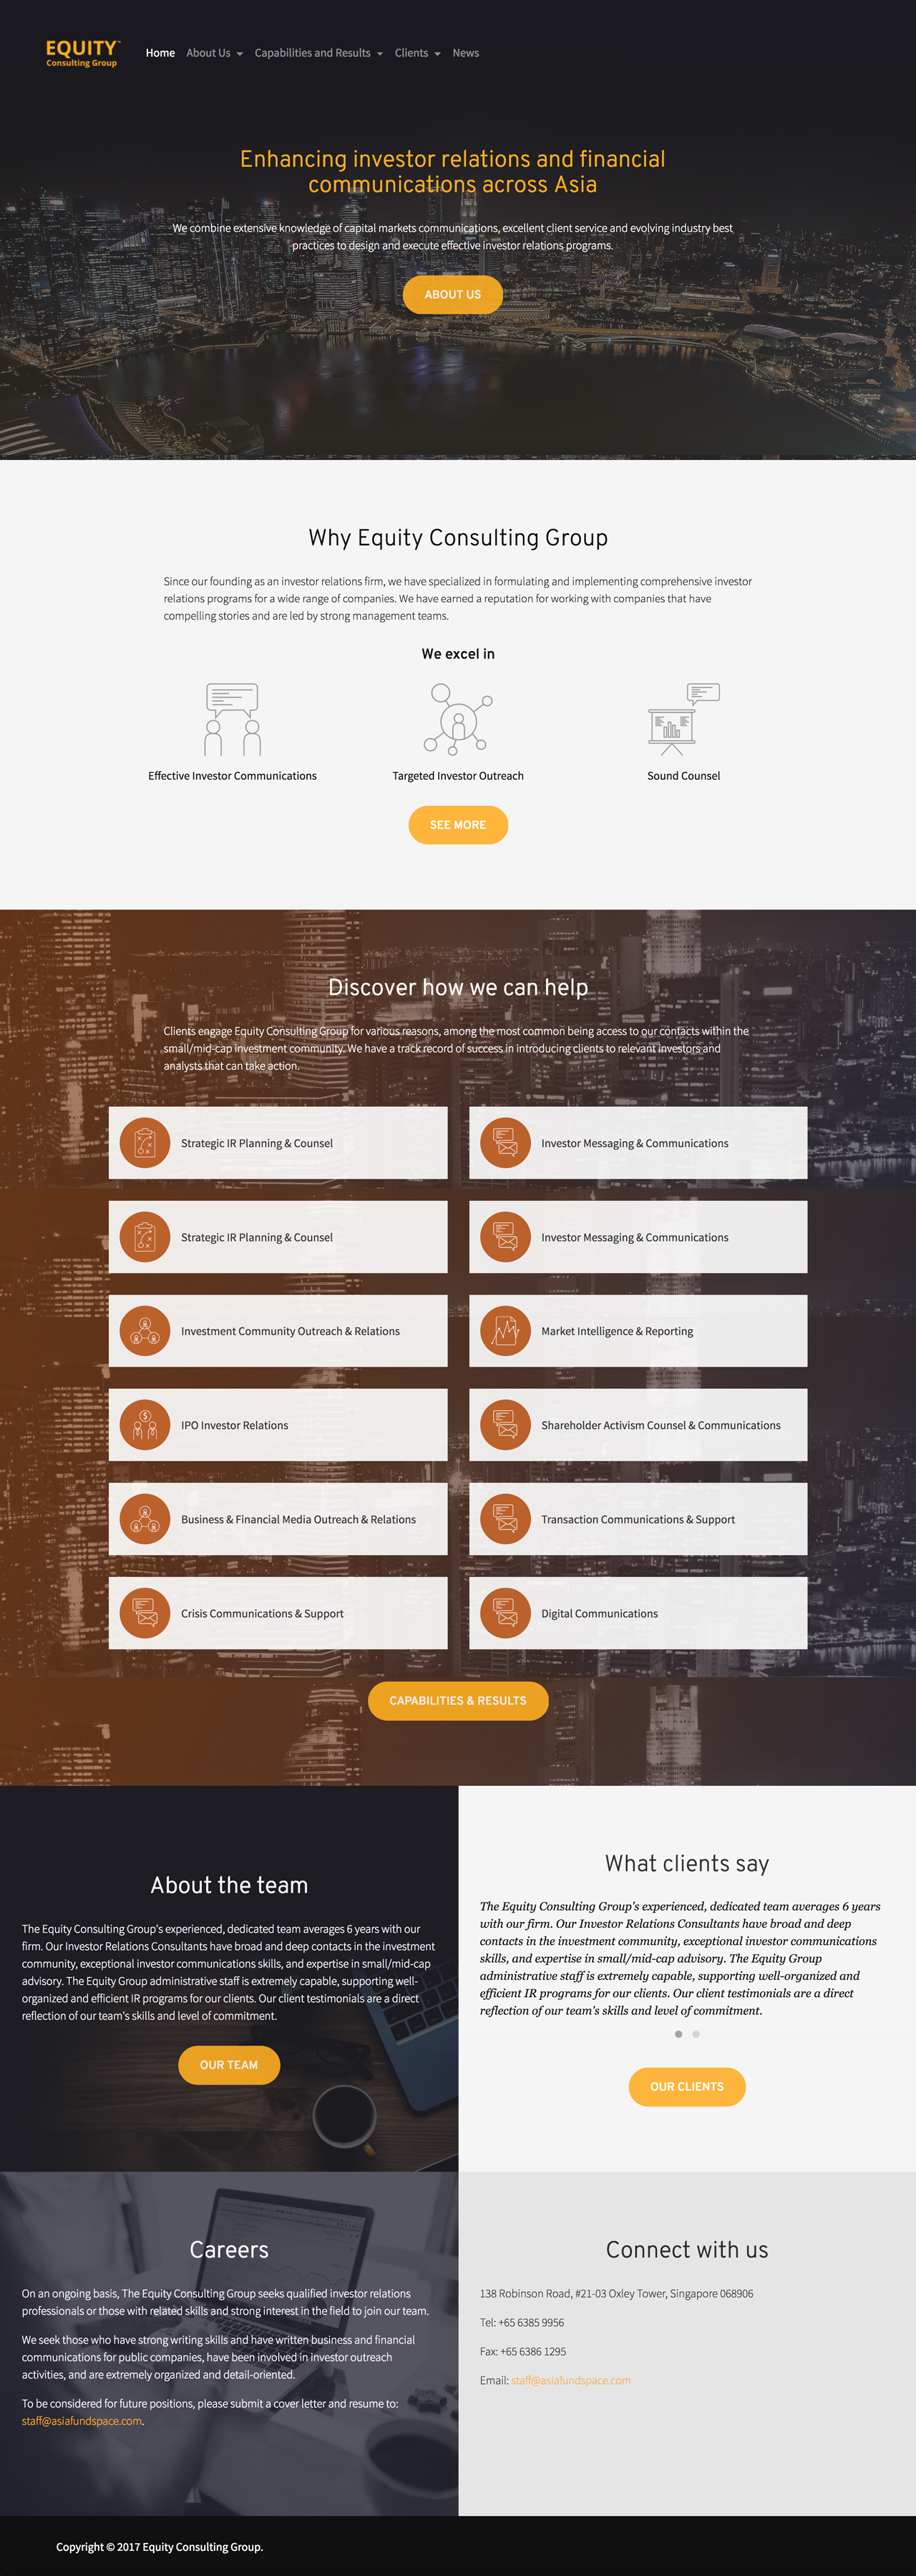 EQUITY™
Consulting Group
Home About Us Capabilities and Results Clients News
Enhancing investor relations and financial
communications across Asia
We combine extensive knowledge of capital markets communications, excellent client service and evolving industry best
practices to design and execute effective investor relations programs.
ABOUT US
Why Equity Consulting Group
Since our founding as an investor relations firm, we have specialized in formulating and implementing comprehensive investor
relations programs for a wide range of companies. We have earned a reputation for working with companies that have
compelling stories and are led by strong management teams.
We excel in
Effective Investor Communications
Targeted Investor Outreach
Sound Counsel
SEE MORE
Discover how we can help
Clients engage Equity Consulting Group for various reasons, among the most common being access to our contacts within the
small/mid-cap investment community. We have a track record of success in introducing clients to relevant investors and
analysts that can take action.
Strategic IR Planning & Counsel
Investor Messaging & Communications
Strategic IR Planning & Counsel
Investor Messaging & Communications
Investment Community Outreach & Relations
Market Intelligence & Reporting
IPO Investor Relations
Shareholder Activism Counsel & Communications
Business & Financial Media Outreach & Relations
Transaction Communications & Support
Crisis Communications & Support
Digital Communications
CAPABILITIES & RESULTS
About the team
The Equity Consulting Group's experienced, dedicated team averages 6 years with our
firm. Our Investor Relations Consultants have broad and deep contacts in the investment
community, exceptional investor communications skills, and expertise in small/mid-cap
advisory. The Equity Group administrative staff is extremely capable, supporting well-
organized and efficient IR programs for our clients. Our client testimonials are a direct
reflection of our team's skills and level of commitment.
OUR TEAM
What clients say
The Equity Consulting Group's experienced, dedicated team averages 6 years
with our firm. Our Investor Relations Consultants have broad and deep
contacts in the investment community, exceptional investor communications
skills, and expertise in small/mid-cap advisory. The Equity Group
administrative staff is extremely capable, supporting well-organized and
efficient IR programs for our clients. Our client testimonials are a direct
reflection of our team's skills and level of commitment.
OUR CLIENTS
Careers
On an ongoing basis, The Equity Consulting Group seeks qualified investor relations
professionals or those with related skills and strong interest in the field to join our team.
We seek those who have strong writing skills and have written business and financial
communications for public companies, have been involved in investor outreach
activities, and are extremely organized and detail-oriented.
To be considered for future positions, please submit a cover letter and resume to:
staff@asiafundspace.com.
Connect with us
138 Robinson Road, #21-03 Oxley Tower, Singapore 068906
Tel: +65 6385 9956
Fax: +65 6386 1295
Email: staff@asiafundspace.com
Copyright © 2017 Equity Consulting Group.